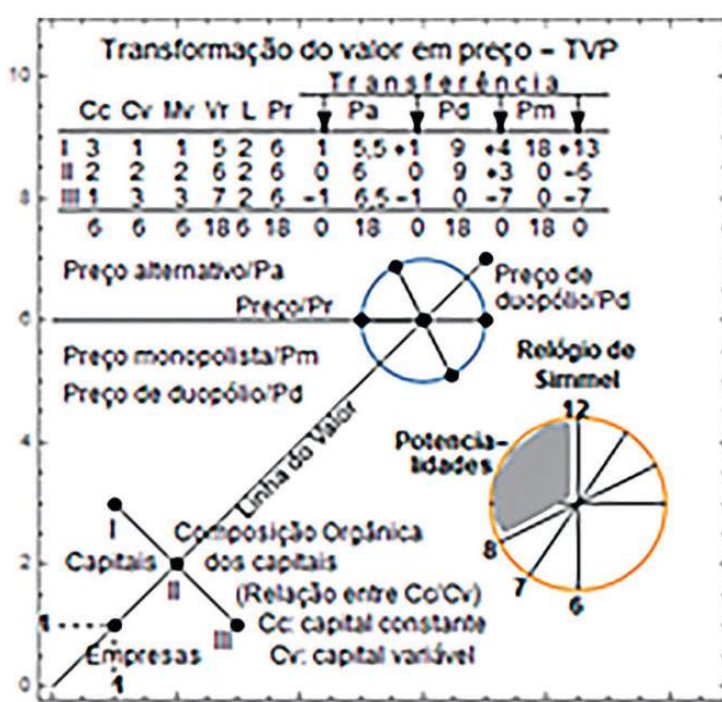 Transformação do valor em preço – TVP
Transferência
Cc Cv Mv Vr L Pr Pa Pd Pm
I 3 1 1 5 2 6 1 5,5 +1 9 +4 18 +13
II 2 2 2 6 2 6 0 6 0 9 +3 0 -6
III 1 3 3 7 2 6 -1 6,5 -1 0 -7 0 -7
6 6 6 18 6 18 0 18 0 18 0 18 0
10
8
6
4
2
0
Preço alternativo/Pa
Preço/Pr
Preço de
duopólio/Pd
Preço monopolista/Pm
Preço de duopólio/Pd
Linha do Valor
Relógio de
Simmel
12
Potencia-
lidades
8
7
6
I
Capitais
II
III
Composição Orgânica
dos capitais
(Relação entre Cc/Cv)
Cc: capital constante
Cv: capital variável
1
Empresas
1